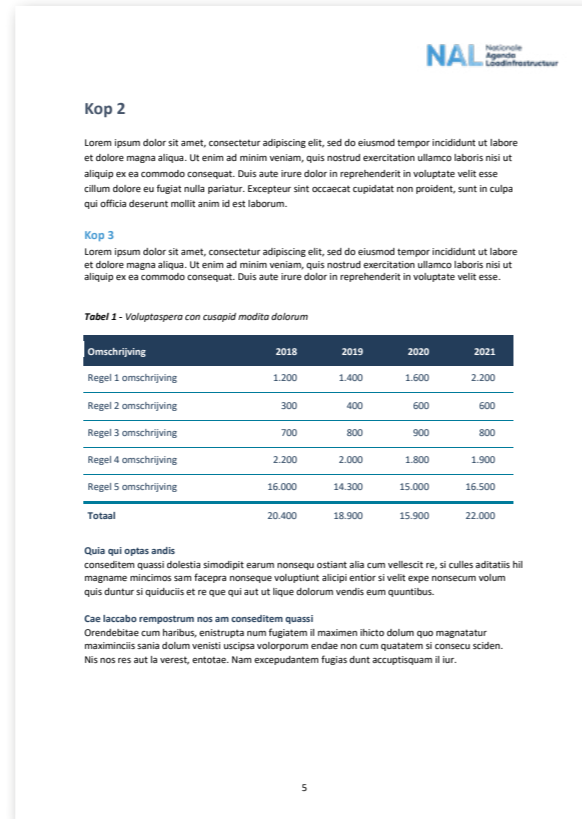 NAL Nationale
Agenda
Laadinfrastructuur
Kop 2
Lorem ipsum dolor sit amet, consectetur adipiscing elit, sed do eiusmod tempor incididunt ut labore
et dolore magna aliqua. Ut enim ad minim veniam, quis nostrud exercitation ullamco laboris nisi ut
aliquip ex ea commodo consequat. Duis aute irure dolor in reprehenderit in voluptate velit esse
cillum dolore eu fugiat nulla pariatur. Excepteur sint occaecat cupidatat non proident, sunt in culpa
qui officia deserunt mollit anim id est laborum.
Kop 3
Lorem ipsum dolor sit amet, consectetur adipiscing elit, sed do eiusmod tempor incididunt ut labore
et dolore magna aliqua. Ut enim ad minim veniam, quis nostrud exercitation ullamco laboris nisi ut
aliquip ex ea commodo consequat. Duis aute irure dolor in reprehenderit in voluptate velit esse.
Tabel 1 - Voluptaspera con cusapid modita dolorum
Omschrijving 2018 2019 2020 2021
Regel 1 omschrijving 1.200 1.400 1.600 2.200
Regel 2 omschrijving 300 400 600 600
Regel 3 omschrijving 700 800 900 800
Regel 4 omschrijving 2.200 2.000 1.800 1.900
Regel 5 omschrijving 16.000 14.300 15.000 16.500
Totaal 20.400 18.900 15.900 22.000
Quia qui optas andis
conseditem quassi dolestia simodipit earum nonsequ ostiant alia cum vellescit re, si culles aditatiis hil
magname mincimos sam facepra nonseque voluptiunt alicipi entior si velit expe nonsecum volum
quis duntur si quiduciis et re que qui aut ut lique dolorum vendis eum quuntibus.
Cae laccabo rempostrum nos am conseditem quassi
Orendebitae cum haribus, enistrupta num fugiatem il maximen ihicto dolum quo magnatatur
maximinciis sania dolum venisti uscipsa volorporum endae non cum quatatem si consecu sciden.
Nis nos res aut la verest, entotae. Nam excepudantem fugias dunt accuptisquam il iur.
5